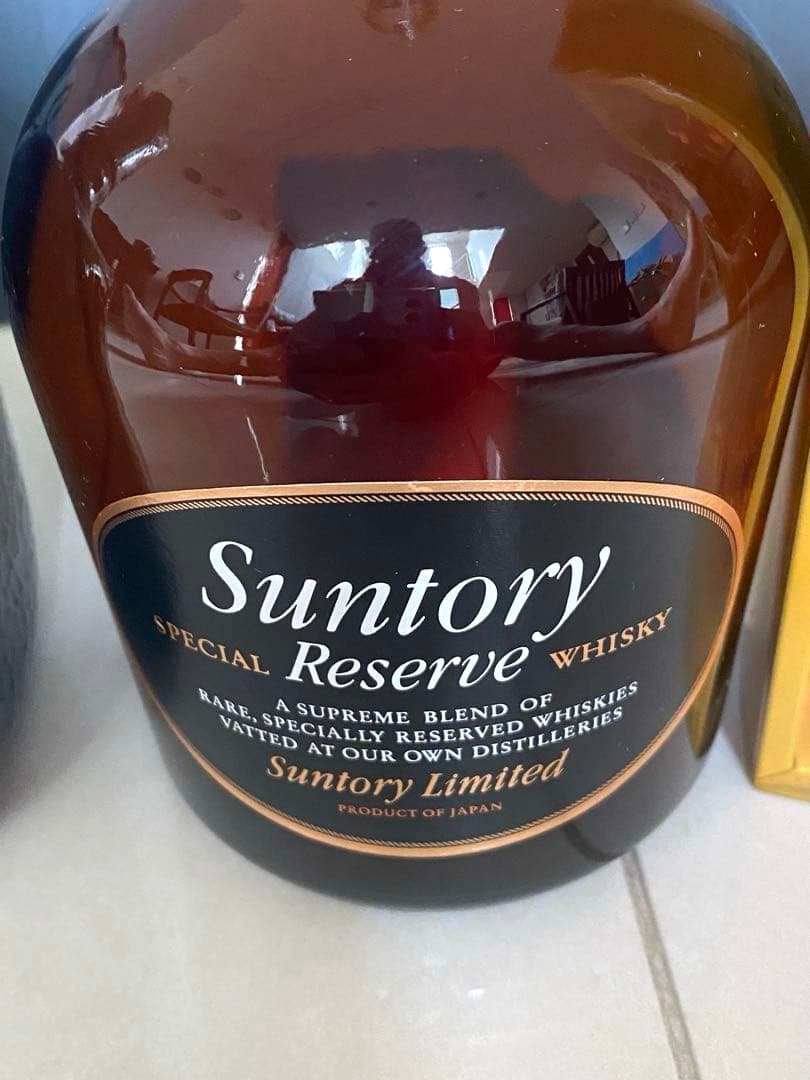 Suntory
SPECIAL Reserve WHISKY
A SUPREME BLEND OF
RARE, SPECIALLY RESERVED WHISKIES
VATTED AT OUR OWN DISTILLERIES
Suntory Limited
PRODUCT OF JAPAN